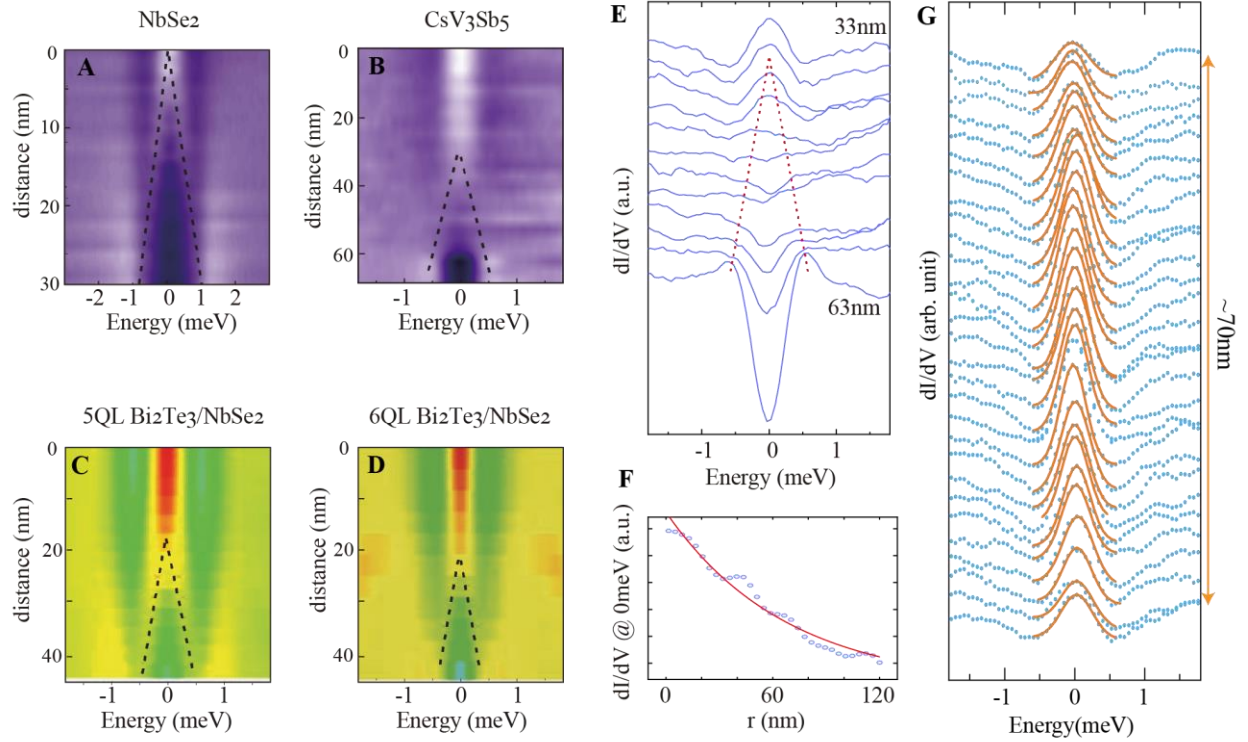 NbSe₂
A
distance (nm)
0
10
20
30
-2 -1 0 1 2
Energy (meV)
CsV₃Sb₅
B
distance (nm)
0
20
40
60
-1 0 1
Energy (meV)
5QL Bi₂Te₃/NbSe₂
C
distance (nm)
0
20
40
-1 0 1
Energy (meV)
6QL Bi₂Te₃/NbSe₂
D
distance (nm)
0
20
40
-1 0 1
Energy (meV)
E
33nm
63nm
dI/dV (a.u.)
-1 0 1
Energy (meV)
F
dI/dV @ 0meV (a.u.)
0 60 120
r (nm)
G
dI/dV (arb. unit)
~70nm
-1 0 1
Energy(meV)